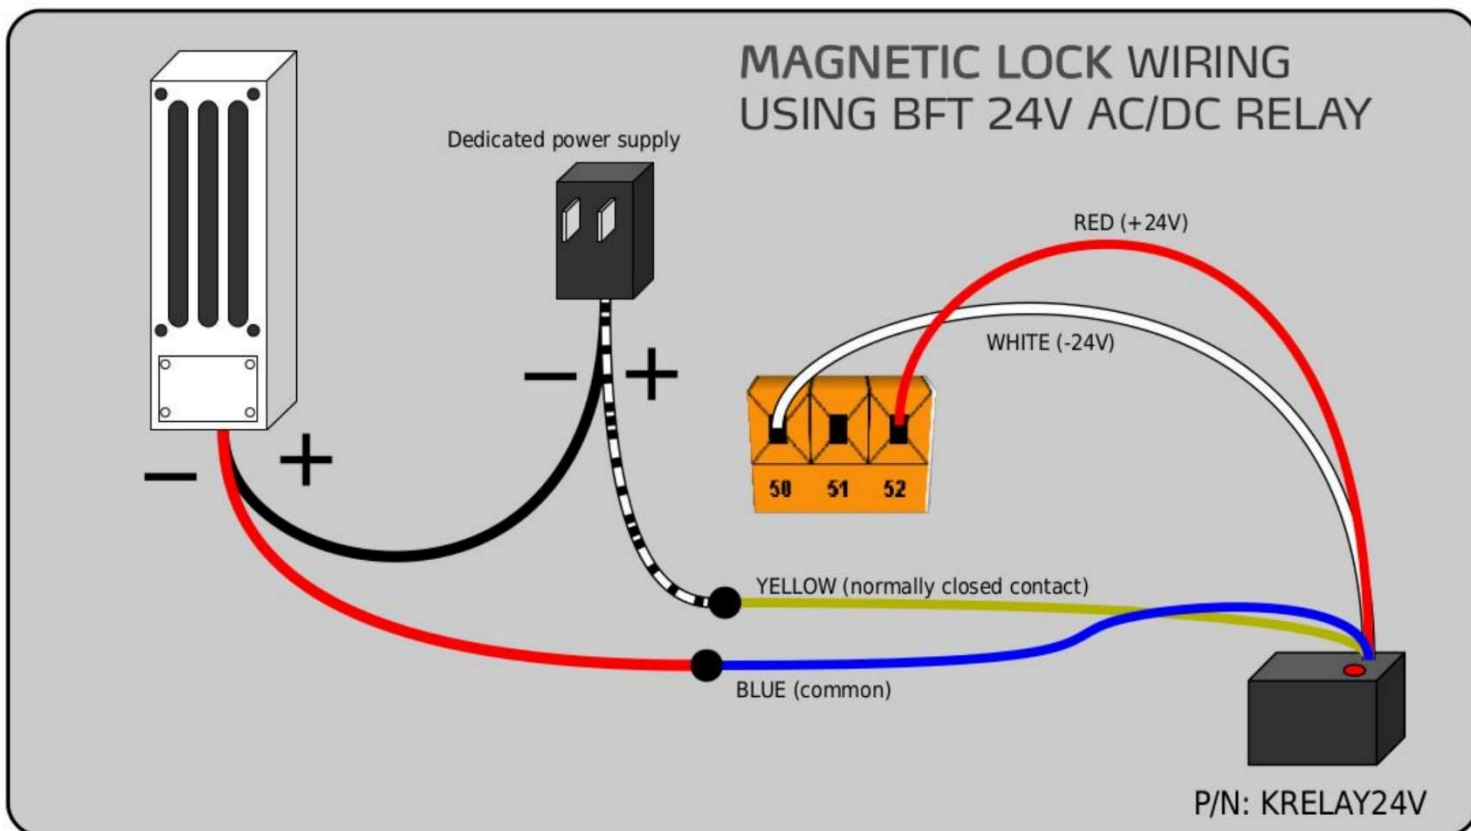 MAGNETIC LOCK WIRING
USING BFT 24V AC/DC RELAY
Dedicated power supply
RED (+24V)
WHITE (-24V)
− +
− +
50 51 52
YELLOW (normally closed contact)
BLUE (common)
P/N: KRELAY24V